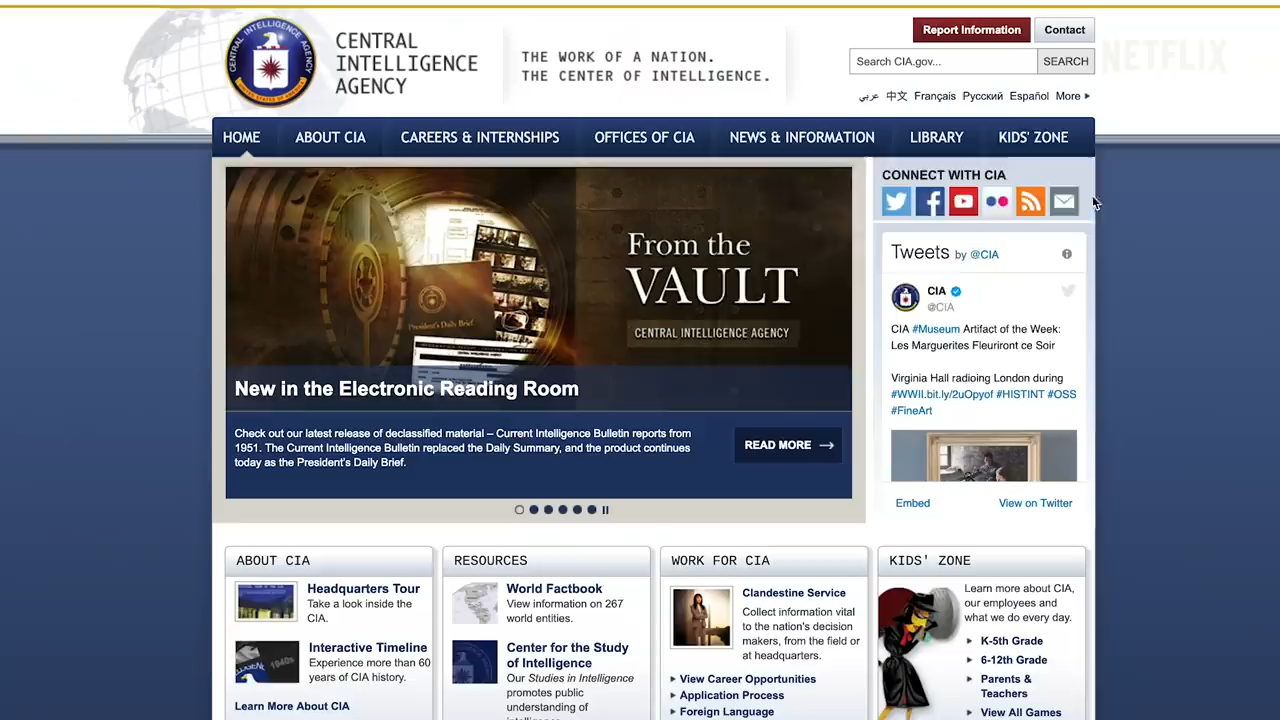 CENTRAL
INTELLIGENCE
AGENCY
THE WORK OF A NATION.
THE CENTER OF INTELLIGENCE.
Report Information
Contact
Search CIA.gov...
SEARCH
NETFLIX
عربي 中文 Français Русский Español More
HOME ABOUT CIA CAREERS & INTERNSHIPS OFFICES OF CIA NEWS & INFORMATION LIBRARY KIDS' ZONE
From the
VAULT
CENTRAL INTELLIGENCE AGENCY
President's Daily Brief
New in the Electronic Reading Room
Check out our latest release of declassified material – Current Intelligence Bulletin reports from
1951. The Current Intelligence Bulletin replaced the Daily Summary, and the product continues
today as the President's Daily Brief.
READ MORE
CONNECT WITH CIA
Tweets by @CIA
CIA
@CIA
CIA #Museum Artifact of the Week:
Les Marguerites Fleuriront ce Soir
Virginia Hall radioing London during
#WWII.bit.ly/2uOpyof #HISTINT #OSS
#FineArt
Embed
View on Twitter
ABOUT CIA
Headquarters Tour
Take a look inside the
CIA.
Interactive Timeline
Experience more than 60
years of CIA history.
Learn More About CIA
RESOURCES
World Factbook
View information on 267
world entities.
Center for the Study
of Intelligence
Our Studies in Intelligence
promotes public
understanding of
WORK FOR CIA
Clandestine Service
Collect information vital
to the nation's decision
makers, from the field or
at headquarters.
View Career Opportunities
Application Process
Foreign Language
KIDS' ZONE
Learn more about CIA,
our employees and
what we do every day.
K-5th Grade
6-12th Grade
Parents &
Teachers
View All Games